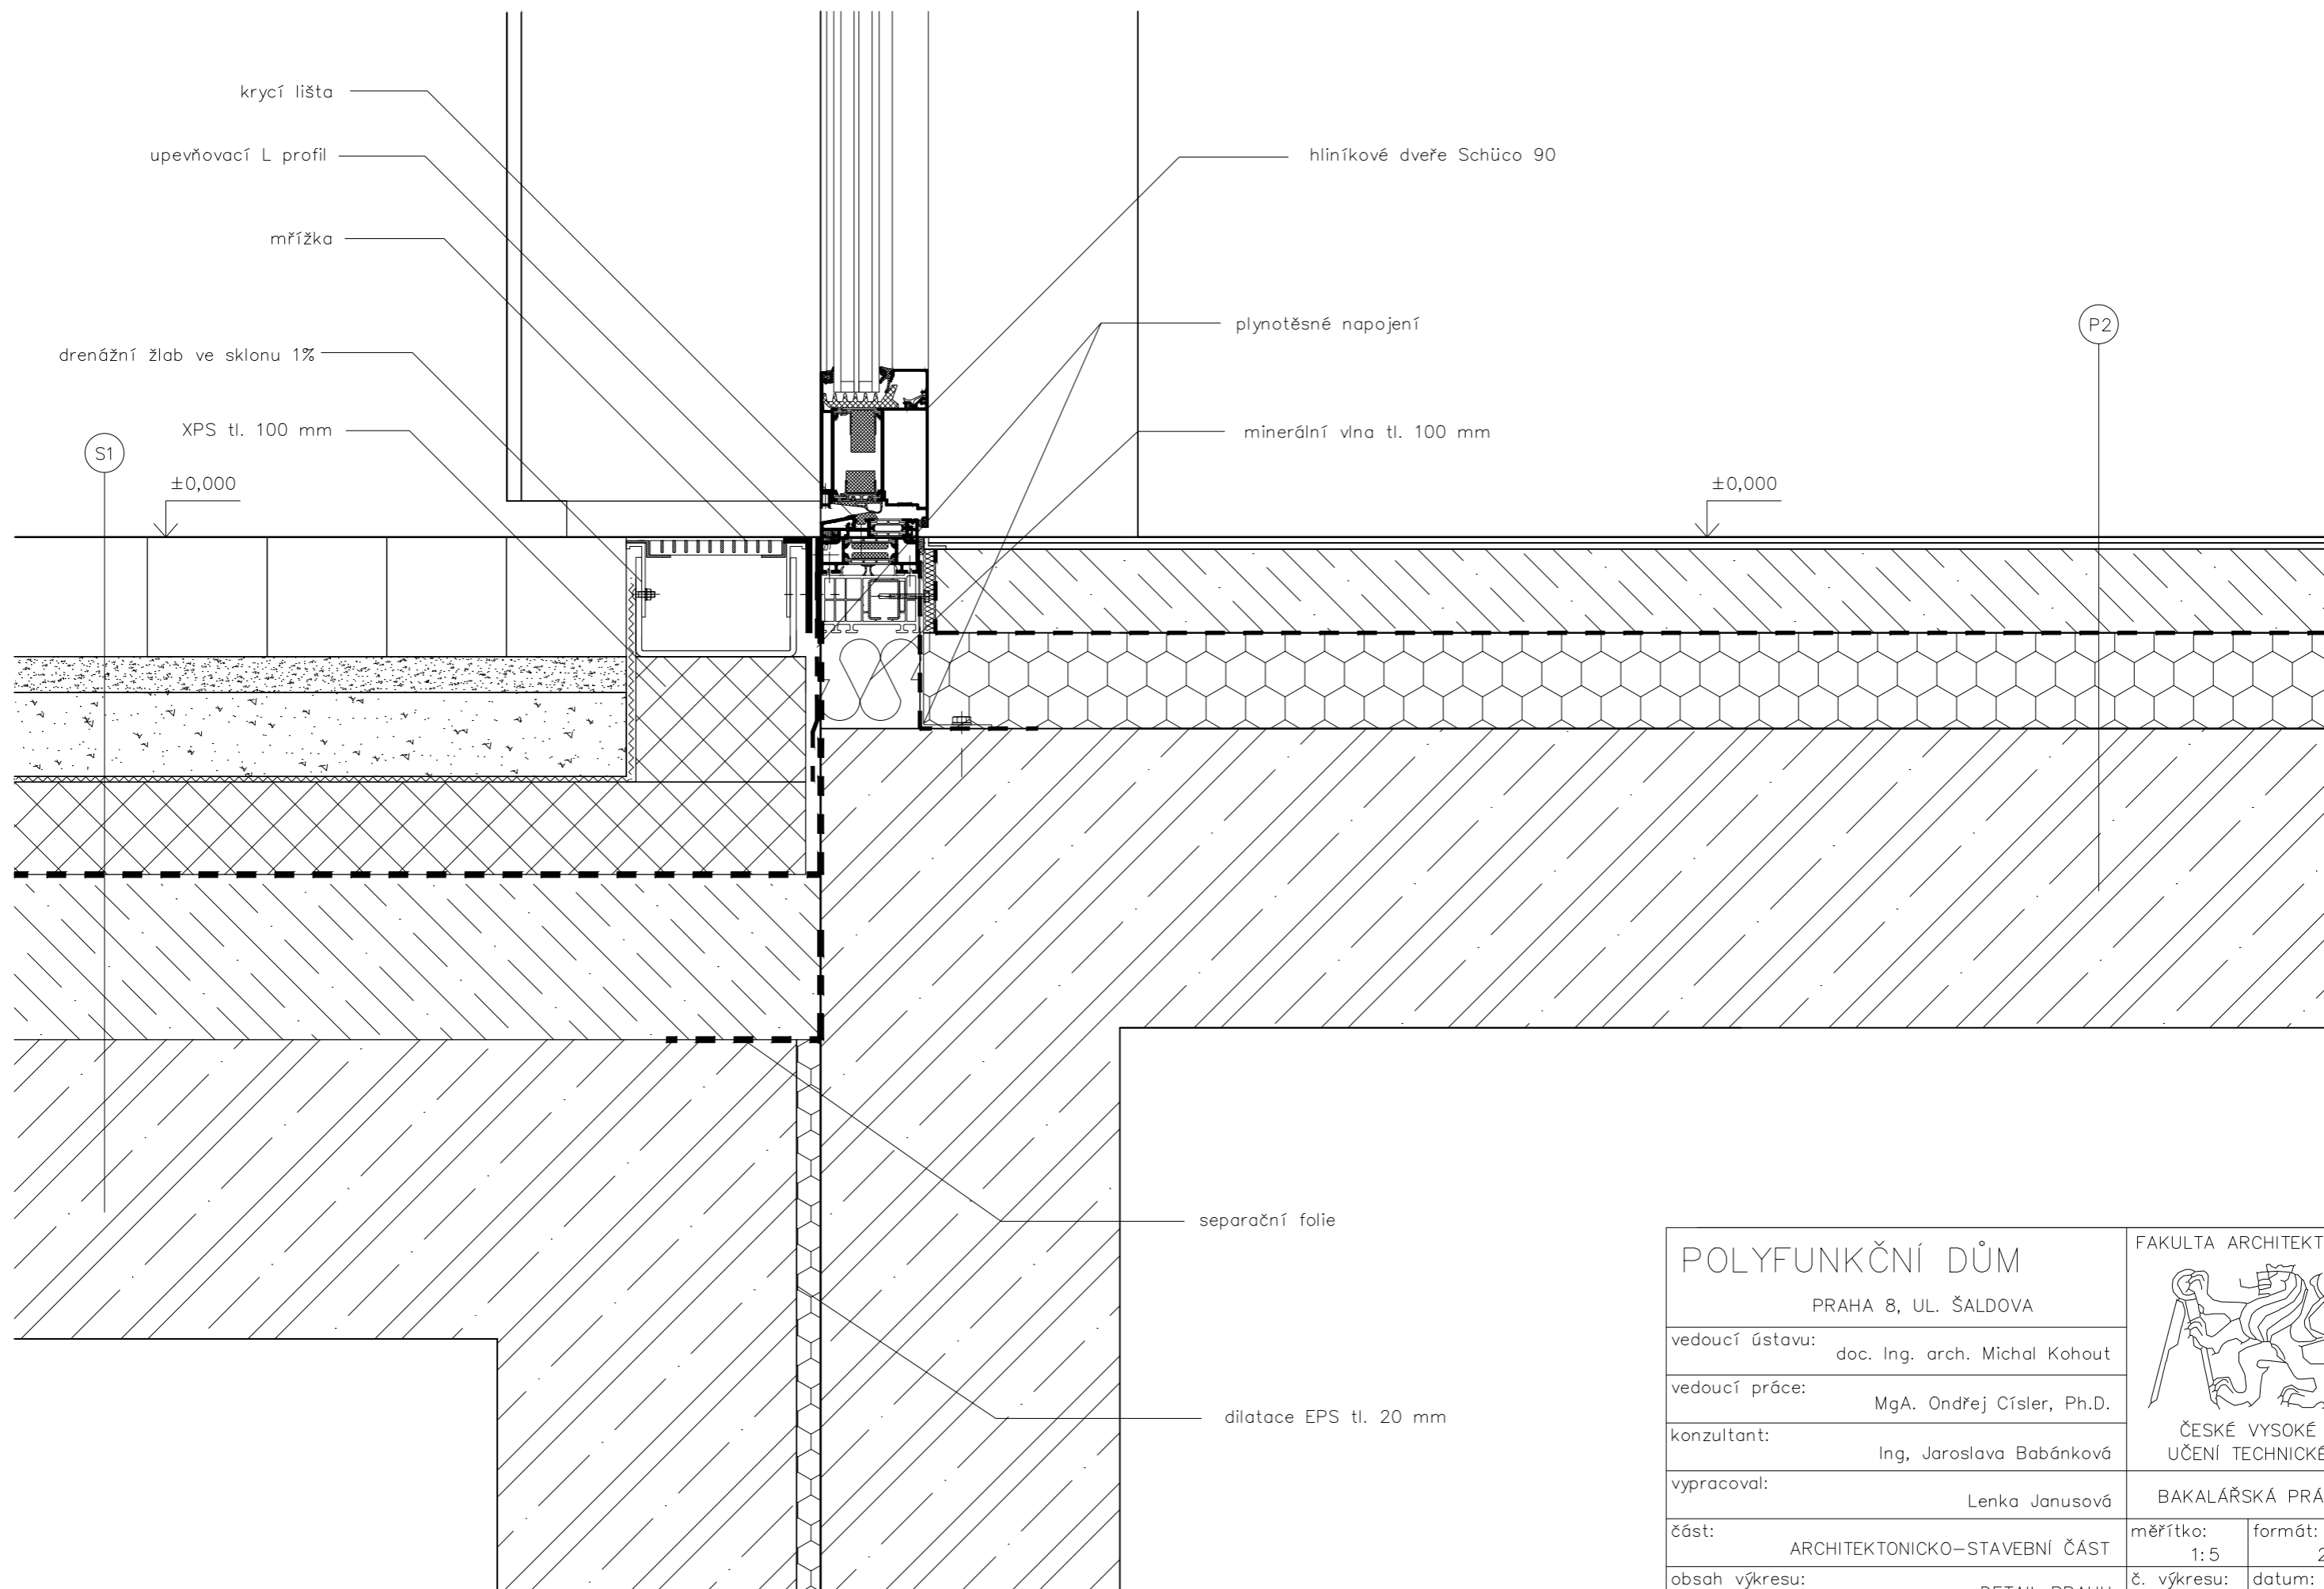 krycí lišta
upevňovací L profil
mřížka
drenážní žlab ve sklonu 1%
XPS tl. 100 mm
S1
±0,000
hliníkové dveře Schüco 90
plynotěsné napojení
minerální vlna tl. 100 mm
P2
±0,000
separační folie
dilatace EPS tl. 20 mm
POLYFUNKČNÍ DŮM
PRAHA 8, UL. ŠALDOVA
vedoucí ústavu:
doc. Ing. arch. Michal Kohout
vedoucí práce:
MgA. Ondřej Císler, Ph.D.
konzultant:
Ing, Jaroslava Babánková
vypracoval:
Lenka Janusová
část:
ARCHITEKTONICKO-STAVEBNÍ ČÁST
obsah výkresu:
FAKULTA ARCHITEKT
ČESKÉ VYSOKÉ
UČENÍ TECHNICKÉ
BAKALÁŘSKÁ PRÁ
měřítko:
1:5
formát:
2
č. výkresu:
datum: